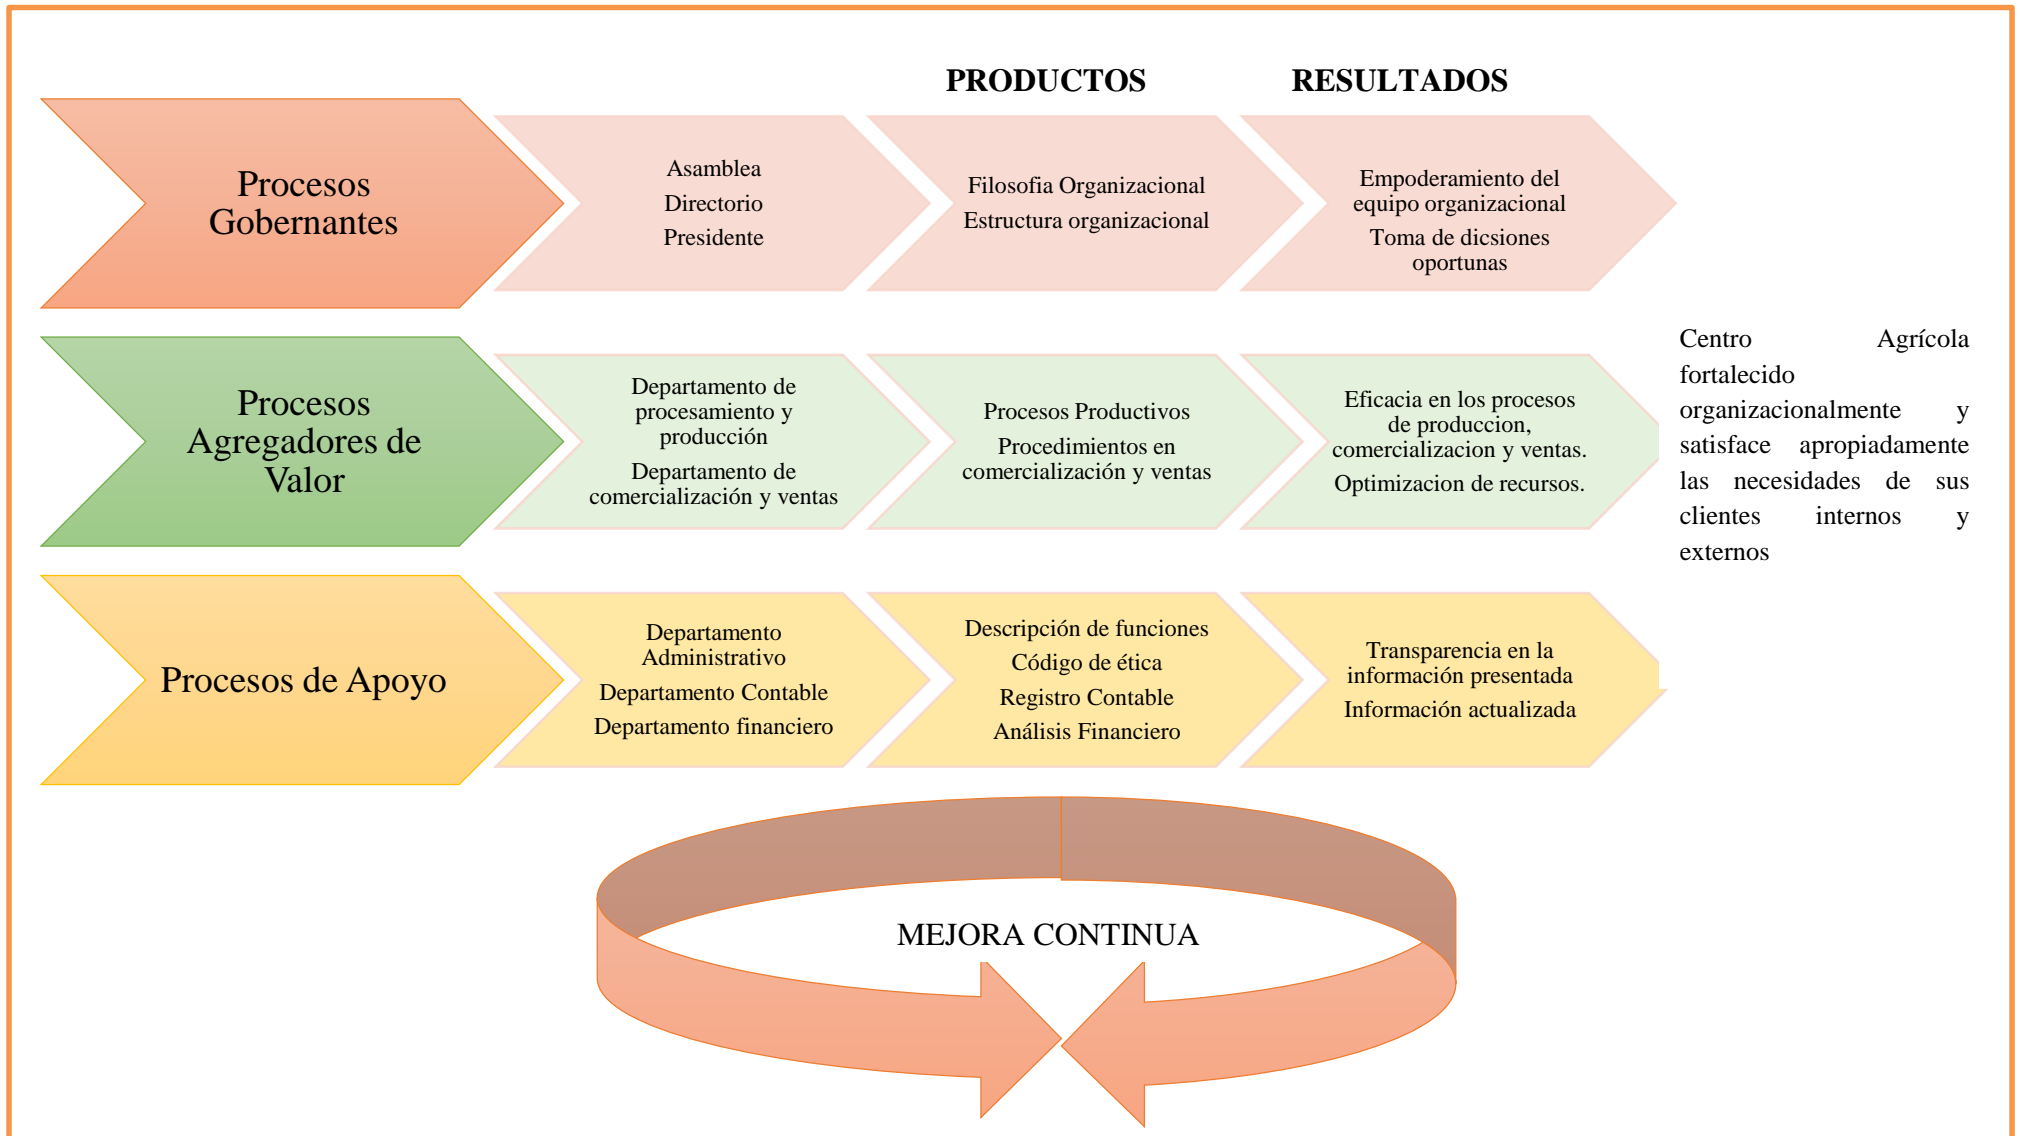 PRODUCTOS
RESULTADOS
Procesos
Gobernantes
Asamblea
Directorio
Presidente
Filosofia Organizacional
Estructura organizacional
Empoderamiento del
equipo organizacional
Toma de dicsiones
oportunas
Procesos
Agregadores de
Valor
Departamento de
procesamiento y
producción
Departamento de
comercialización y ventas
Procesos Productivos
Procedimientos en
comercialización y ventas
Eficacia en los procesos
de produccion,
comercializacion y ventas.
Optimizacion de recursos.
Centro Agrícola
fortalecido
organizacionalmente y
satisface apropiadamente
las necesidades de sus
clientes internos y
externos
Procesos de Apoyo
Departamento
Administrativo
Departamento Contable
Departamento financiero
Descripción de funciones
Código de ética
Registro Contable
Análisis Financiero
Transparencia en la
información presentada
Información actualizada
MEJORA CONTINUA